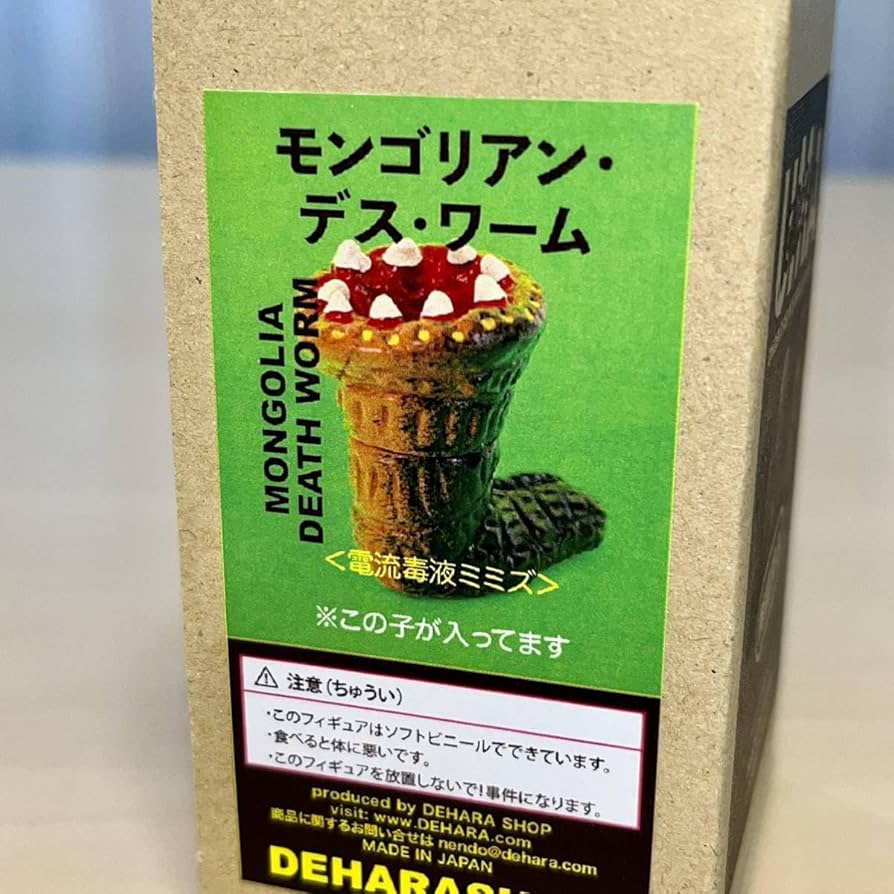 モンゴリアン・
デス・ワーム
MONGOLIA
DEATH WORM
<電流毒液ミミズ>
※この子が入ってます
⚠ 注意(ちゅうい)
・このフィギュアはソフトビニールでできています。
・食べると体に悪いです。
・このフィギュアを放置しないで!事件になります。
produced by DEHARA SHOP
visit: www.DEHARA.com
商品に関するお問い合せは nendo@dehara.com
MADE IN JAPAN